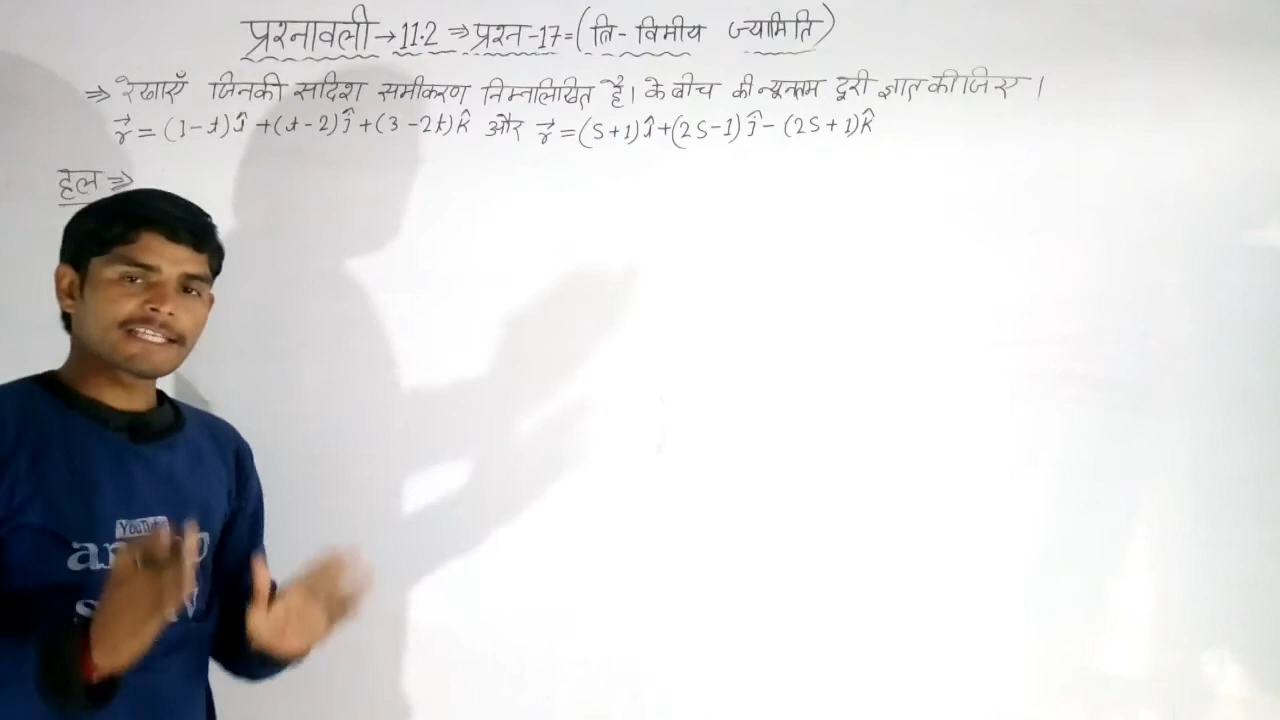 प्रश्नावली → 11.2 ⇒ प्रश्न-17 = (त्रि-विमीय ज्यामिति)
⇒ रेखाएँ जिनकी सदिश समीकरण निम्नलिखित है। के बीच की न्यूनतम दूरी ज्ञात कीजिए।
r⃗ = (1-t)î + (t-2)ĵ + (3-2t)k̂ और r⃗ = (s+1)î + (2s-1)ĵ - (2s+1)k̂
हल ⇒
YouTu